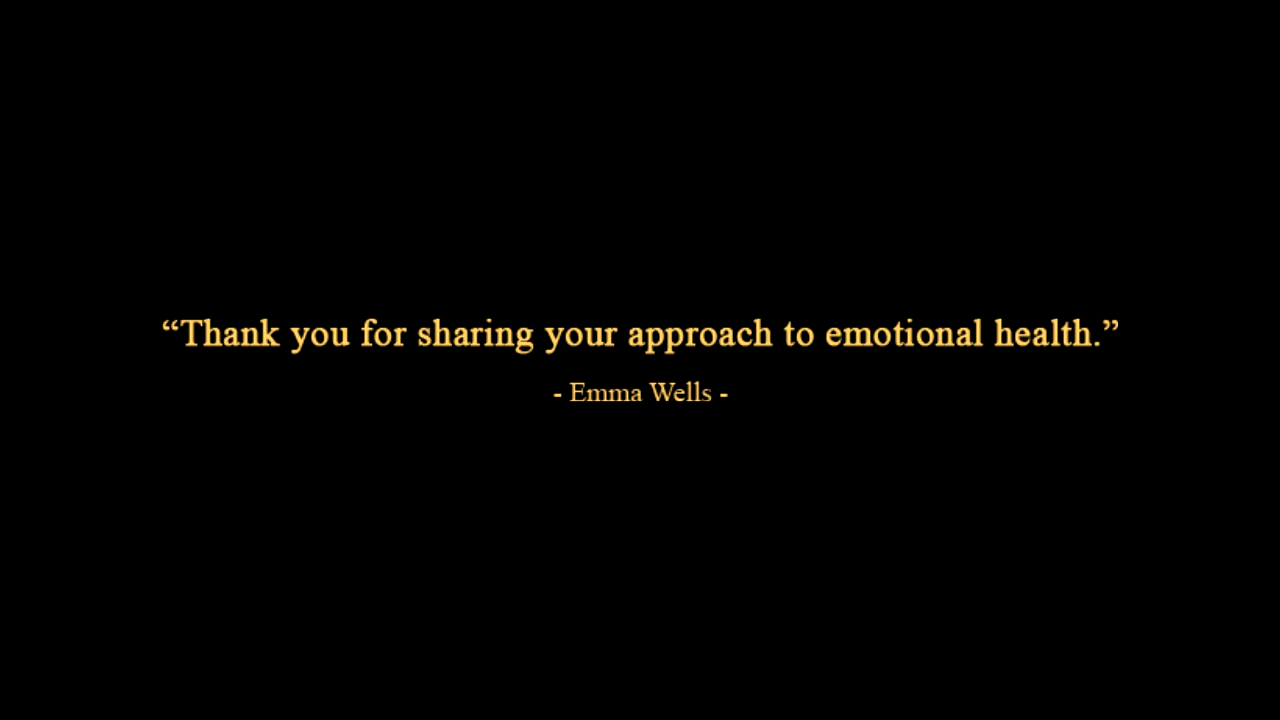 “Thank you for sharing your approach to emotional health.”
- Emma Wells -